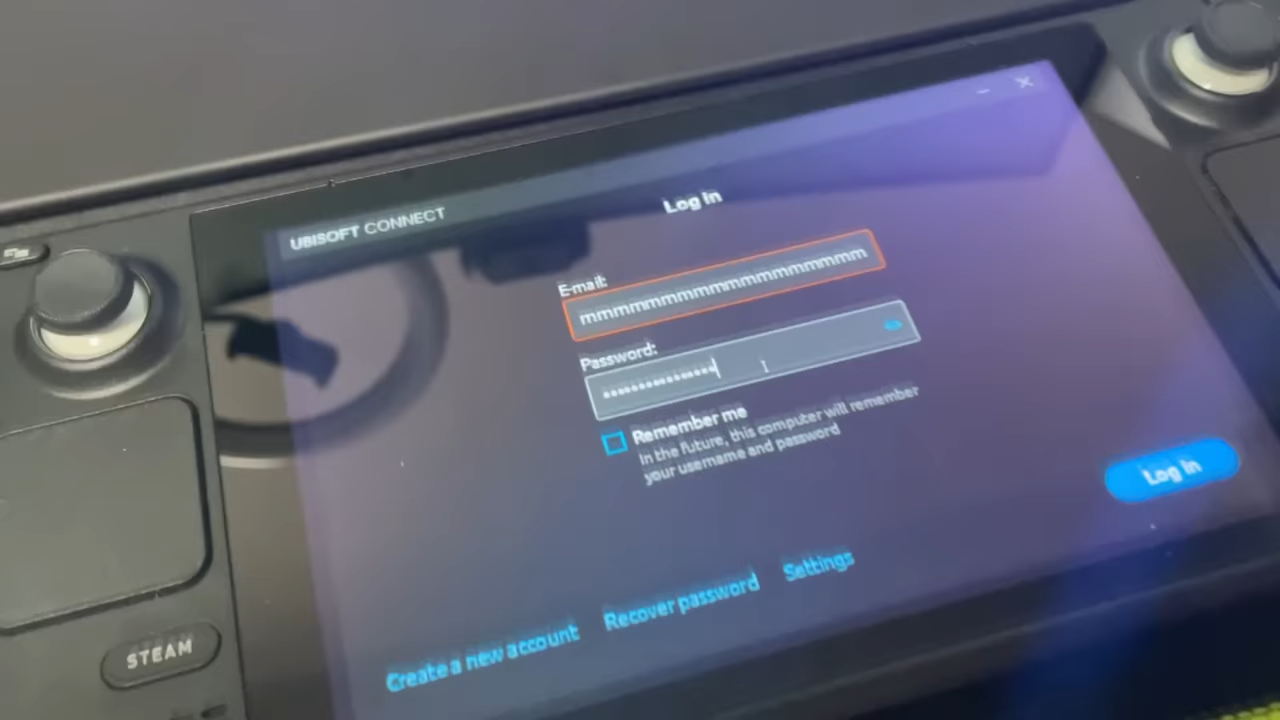 UBISOFT CONNECT
Log In
E-mail:
mmmmmmmmmmmmmmmmmm
Password:
Remember me
In the future, this computer will remember
your username and password
Log In
Create a new account
Recover password
Settings
STEAM